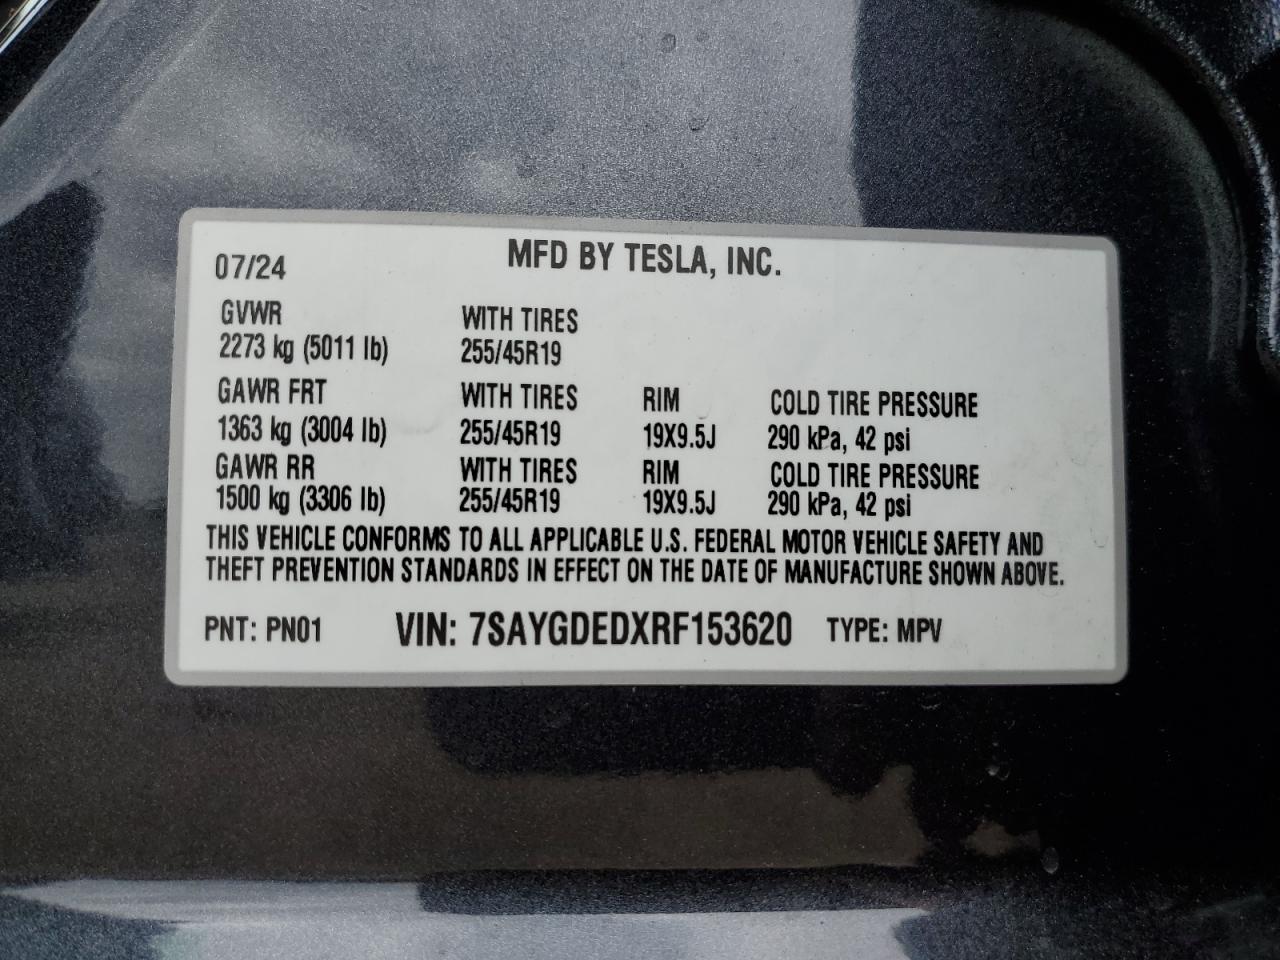 07/24 MFD BY TESLA, INC.
GVWR WITH TIRES
2273 kg (5011 lb) 255/45R19
GAWR FRT WITH TIRES RIM COLD TIRE PRESSURE
1363 kg (3004 lb) 255/45R19 19X9.5J 290 kPa, 42 psi
GAWR RR WITH TIRES RIM COLD TIRE PRESSURE
1500 kg (3306 lb) 255/45R19 19X9.5J 290 kPa, 42 psi
THIS VEHICLE CONFORMS TO ALL APPLICABLE U.S. FEDERAL MOTOR VEHICLE SAFETY AND
THEFT PREVENTION STANDARDS IN EFFECT ON THE DATE OF MANUFACTURE SHOWN ABOVE.
PNT: PN01 VIN: 7SAYGDEDXRF153620 TYPE: MPV